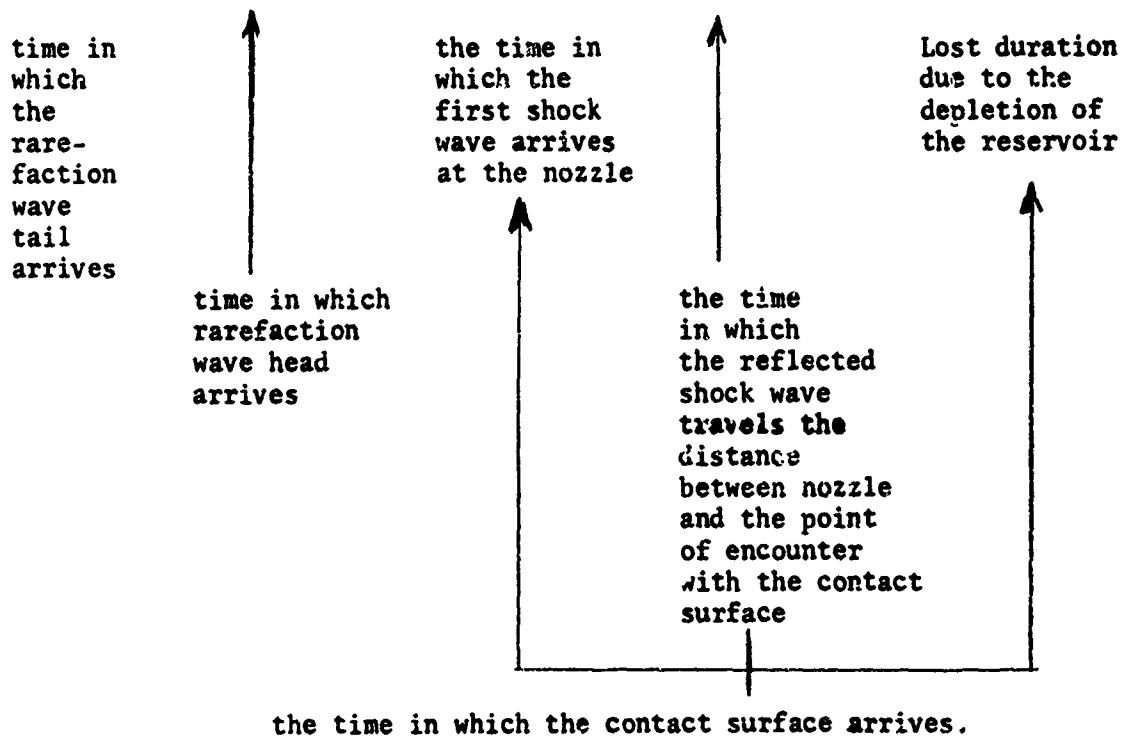 time in
which
the
rare-
faction
wave
tail
arrives
time in which
rarefaction
wave head
arrives
the time in
which the
first shock
wave arrives
at the nozzle
the time
in which
the reflected
shock wave
travels the
distance
between nozzle
and the point
of encounter
with the contact
surface
Lost duration
due to the
depletion of
the reservoir
the time in which the contact surface arrives.